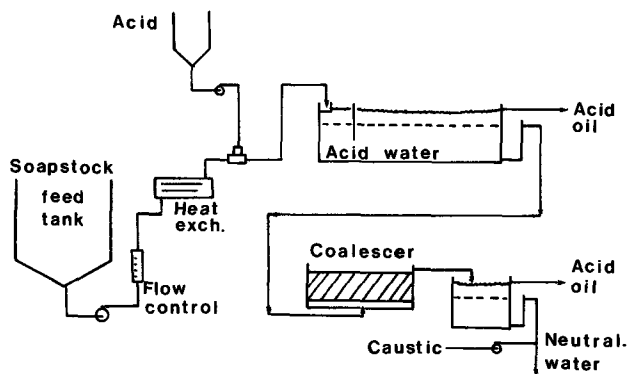 Acid
Soapstock
feed
tank
Heat
exch.
Flow
control
Acid water
Acid
oil
Coalescer
Acid
oil
Caustic
Neutral.
water